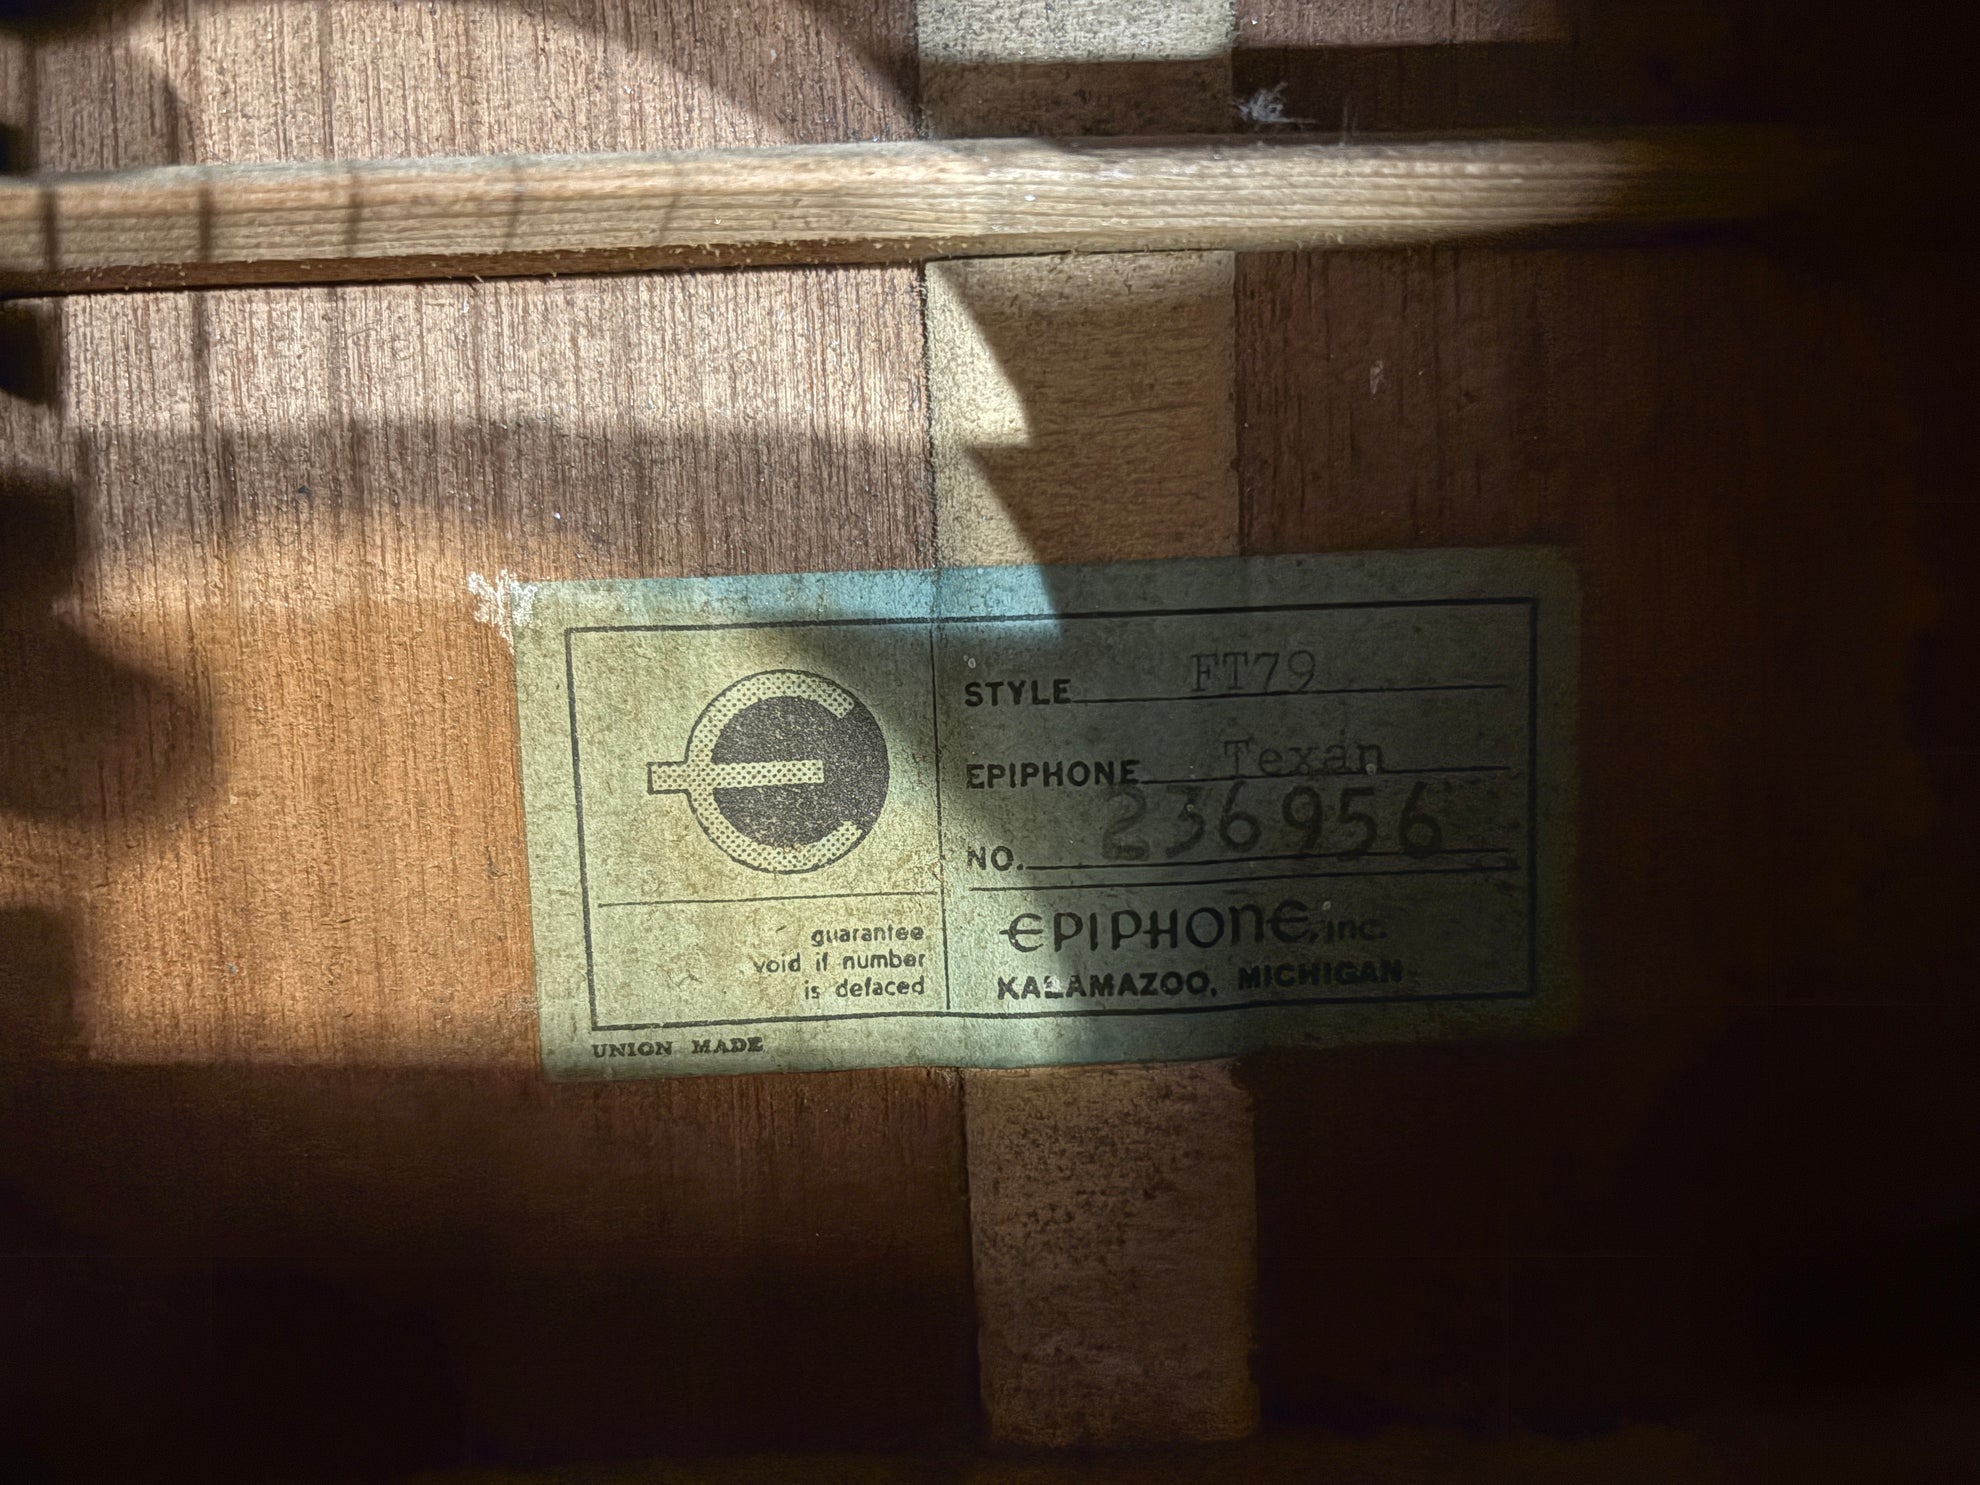 STYLE FT79
EPIPHONE Texan
NO. 236956
guarantee
void if number
is defaced
EPIPHONE, inc.
KALAMAZOO, MICHIGAN
UNION MADE